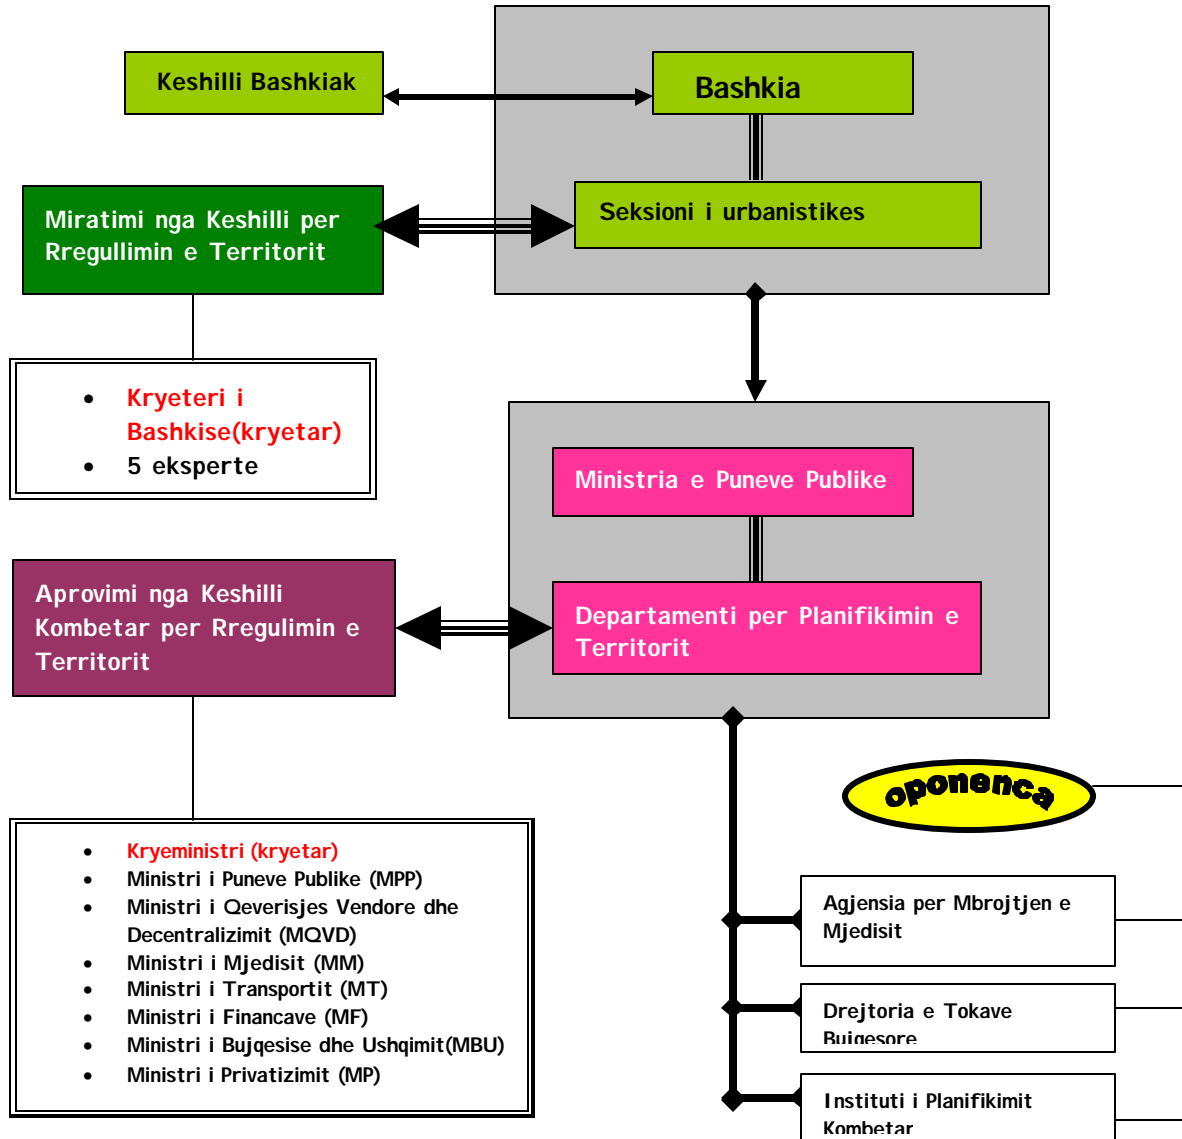 Keshilli Bashkiak
Bashkia
Miratimi nga Keshilli per
Rregullimin e Territorit
Seksioni i urbanistikes
• Kryeteri i
Bashkise(kryetar)
• 5 eksperte
Ministria e Puneve Publike
Aprovimi nga Keshilli
Kombetar per Rregulimin e
Territorit
Departamenti per Planifikimin e
Territorit
oponenca
• Kryeministri (kryetar)
• Ministri i Puneve Publike (MPP)
• Ministri i Qeverisjes Vendore dhe
Decentralizimit (MQVD)
• Ministri i Mjedisit (MM)
• Ministri i Transportit (MT)
• Ministri i Financave (MF)
• Ministri i Bujqesise dhe Ushqimit(MBU)
• Ministri i Privatizimit (MP)
Agjensia per Mbrojtjen e
Mjedisit
Drejtoria e Tokave
Bujqesore
Instituti i Planifikimit
Kombetar